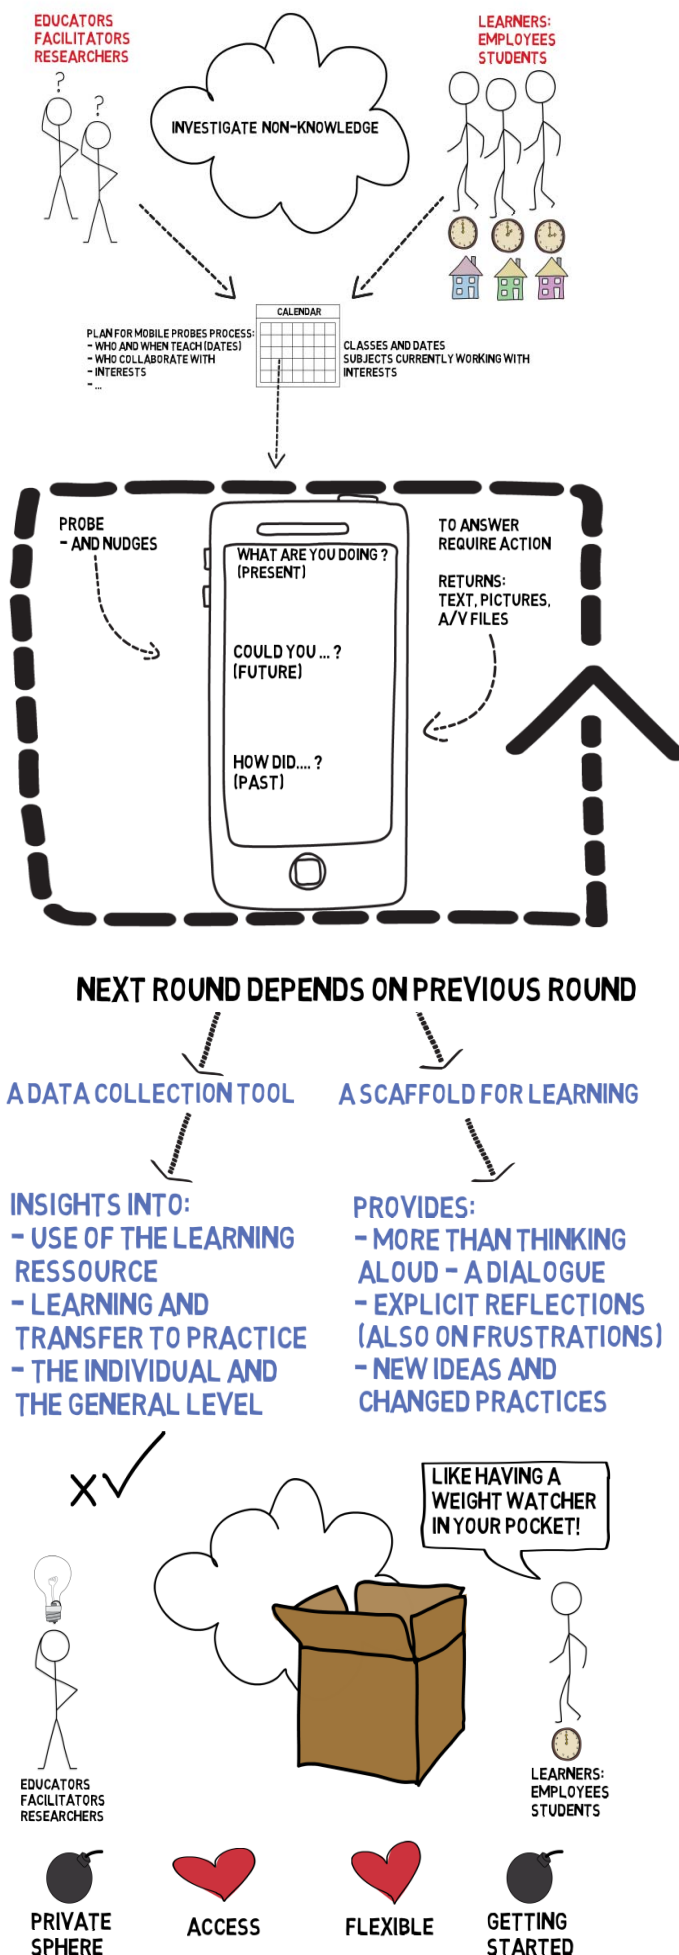 EDUCATORS
FACILITATORS
RESEARCHERS
LEARNERS:
EMPLOYEES
STUDENTS
? ?
INVESTIGATE NON-KNOWLEDGE
CALENDAR
PLAN FOR MOBILE PROBES PROCESS:
- WHO AND WHEN TEACH (DATES)
- WHO COLLABORATE WITH
- INTERESTS
- ...
CLASSES AND DATES
SUBJECTS CURRENTLY WORKING WITH
INTERESTS
PROBE
- AND NUDGES
WHAT ARE YOU DOING ?
(PRESENT)
COULD YOU ... ?
(FUTURE)
HOW DID.... ?
(PAST)
TO ANSWER
REQUIRE ACTION
RETURNS:
TEXT, PICTURES,
A/V FILES
NEXT ROUND DEPENDS ON PREVIOUS ROUND
A DATA COLLECTION TOOL
A SCAFFOLD FOR LEARNING
INSIGHTS INTO:
- USE OF THE LEARNING
RESSOURCE
- LEARNING AND
TRANSFER TO PRACTICE
- THE INDIVIDUAL AND
THE GENERAL LEVEL
PROVIDES:
- MORE THAN THINKING
ALOUD - A DIALOGUE
- EXPLICIT REFLECTIONS
(ALSO ON FRUSTRATIONS)
- NEW IDEAS AND
CHANGED PRACTICES
LIKE HAVING A
WEIGHT WATCHER
IN YOUR POCKET!
EDUCATORS
FACILITATORS
RESEARCHERS
LEARNERS:
EMPLOYEES
STUDENTS
PRIVATE
SPHERE
ACCESS
FLEXIBLE
GETTING
STARTED